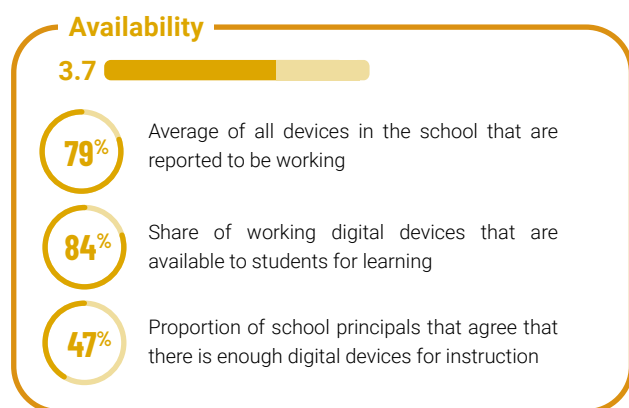 Availability
3.7
79%
Average of all devices in the school that are
reported to be working
84%
Share of working digital devices that are
available to students for learning
47%
Proportion of school principals that agree that
there is enough digital devices for instruction